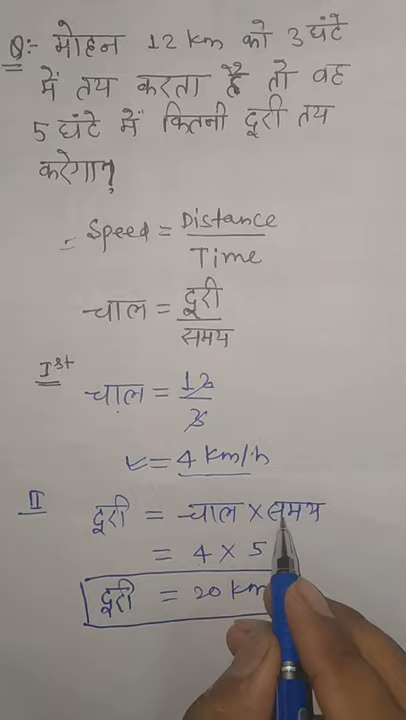 Q:- मोहन 12 km को 3 घंटे
में तय करता है तो वह
5 घंटे में कितनी दूरी तय
करेगा?
Speed = Distance
Time
चाल = दूरी
समय
Ist
चाल = 12
3
v = 4 km/h
II
दूरी = चाल × समय
= 4 × 5
दूरी = 20 km